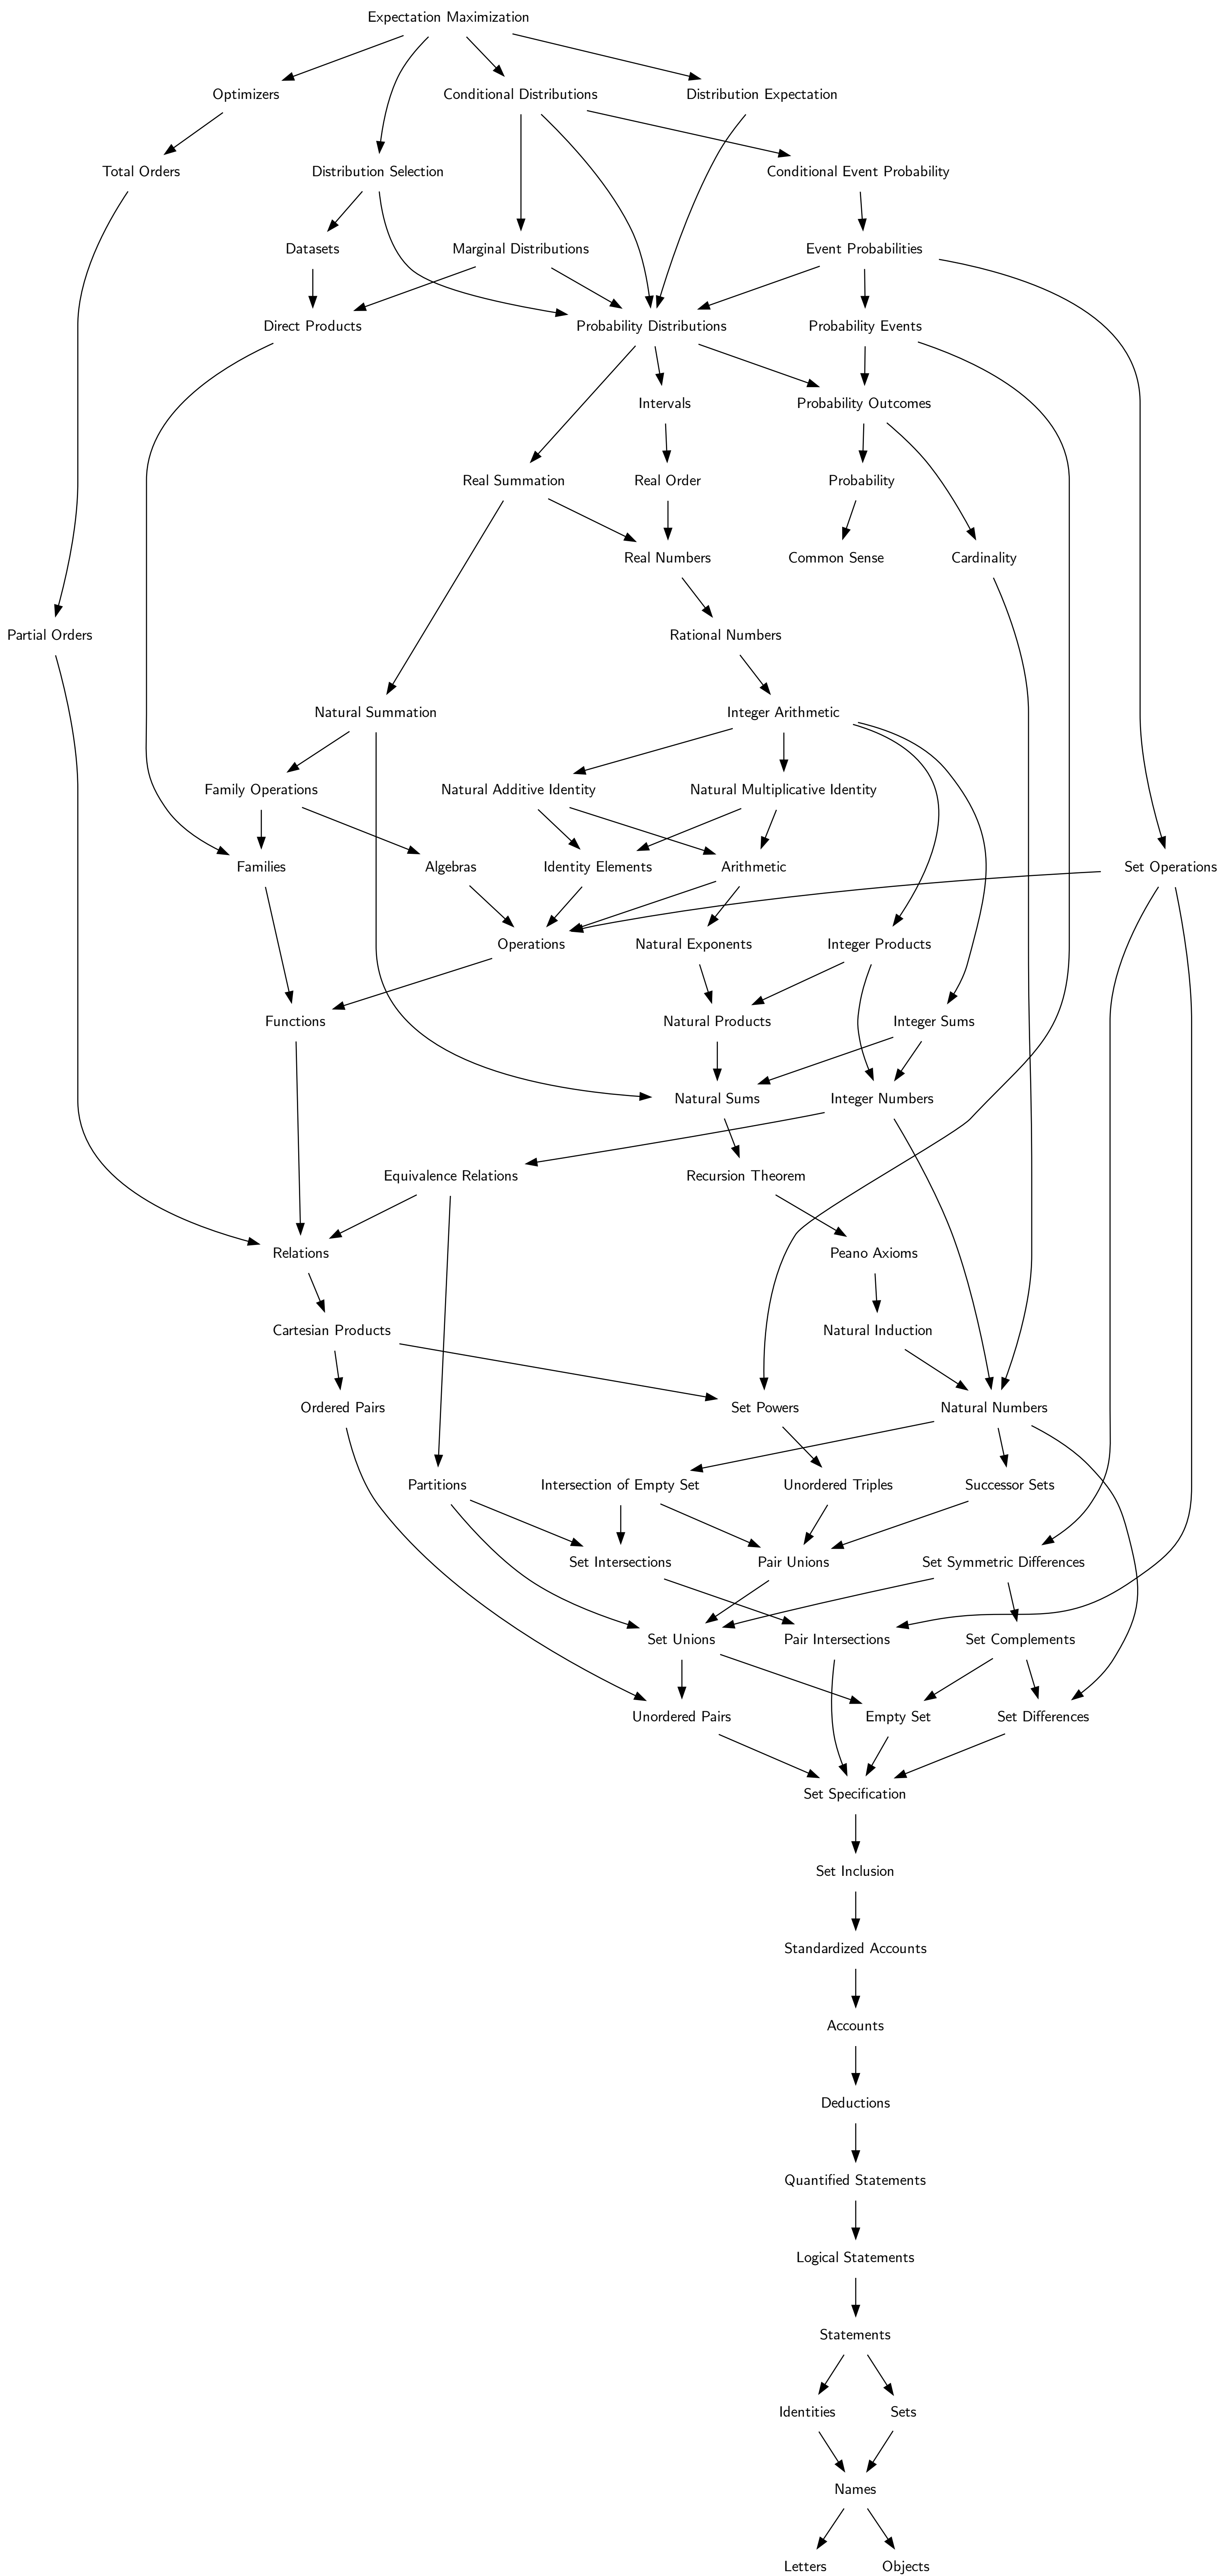 Expectation Maximization
Optimizers
Conditional Distributions
Distribution Expectation
Total Orders
Distribution Selection
Conditional Event Probability
Datasets
Marginal Distributions
Event Probabilities
Direct Products
Probability Distributions
Probability Events
Intervals
Probability Outcomes
Real Summation
Real Order
Probability
Real Numbers
Common Sense
Cardinality
Partial Orders
Rational Numbers
Natural Summation
Integer Arithmetic
Family Operations
Natural Additive Identity
Natural Multiplicative Identity
Families
Algebras
Identity Elements
Arithmetic
Set Operations
Operations
Natural Exponents
Integer Products
Functions
Natural Products
Integer Sums
Natural Sums
Integer Numbers
Equivalence Relations
Recursion Theorem
Relations
Peano Axioms
Cartesian Products
Natural Induction
Ordered Pairs
Set Powers
Natural Numbers
Partitions
Intersection of Empty Set
Unordered Triples
Successor Sets
Set Intersections
Pair Unions
Set Symmetric Differences
Set Unions
Pair Intersections
Set Complements
Unordered Pairs
Empty Set
Set Differences
Set Specification
Set Inclusion
Standardized Accounts
Accounts
Deductions
Quantified Statements
Logical Statements
Statements
Identities
Sets
Names
Letters
Objects